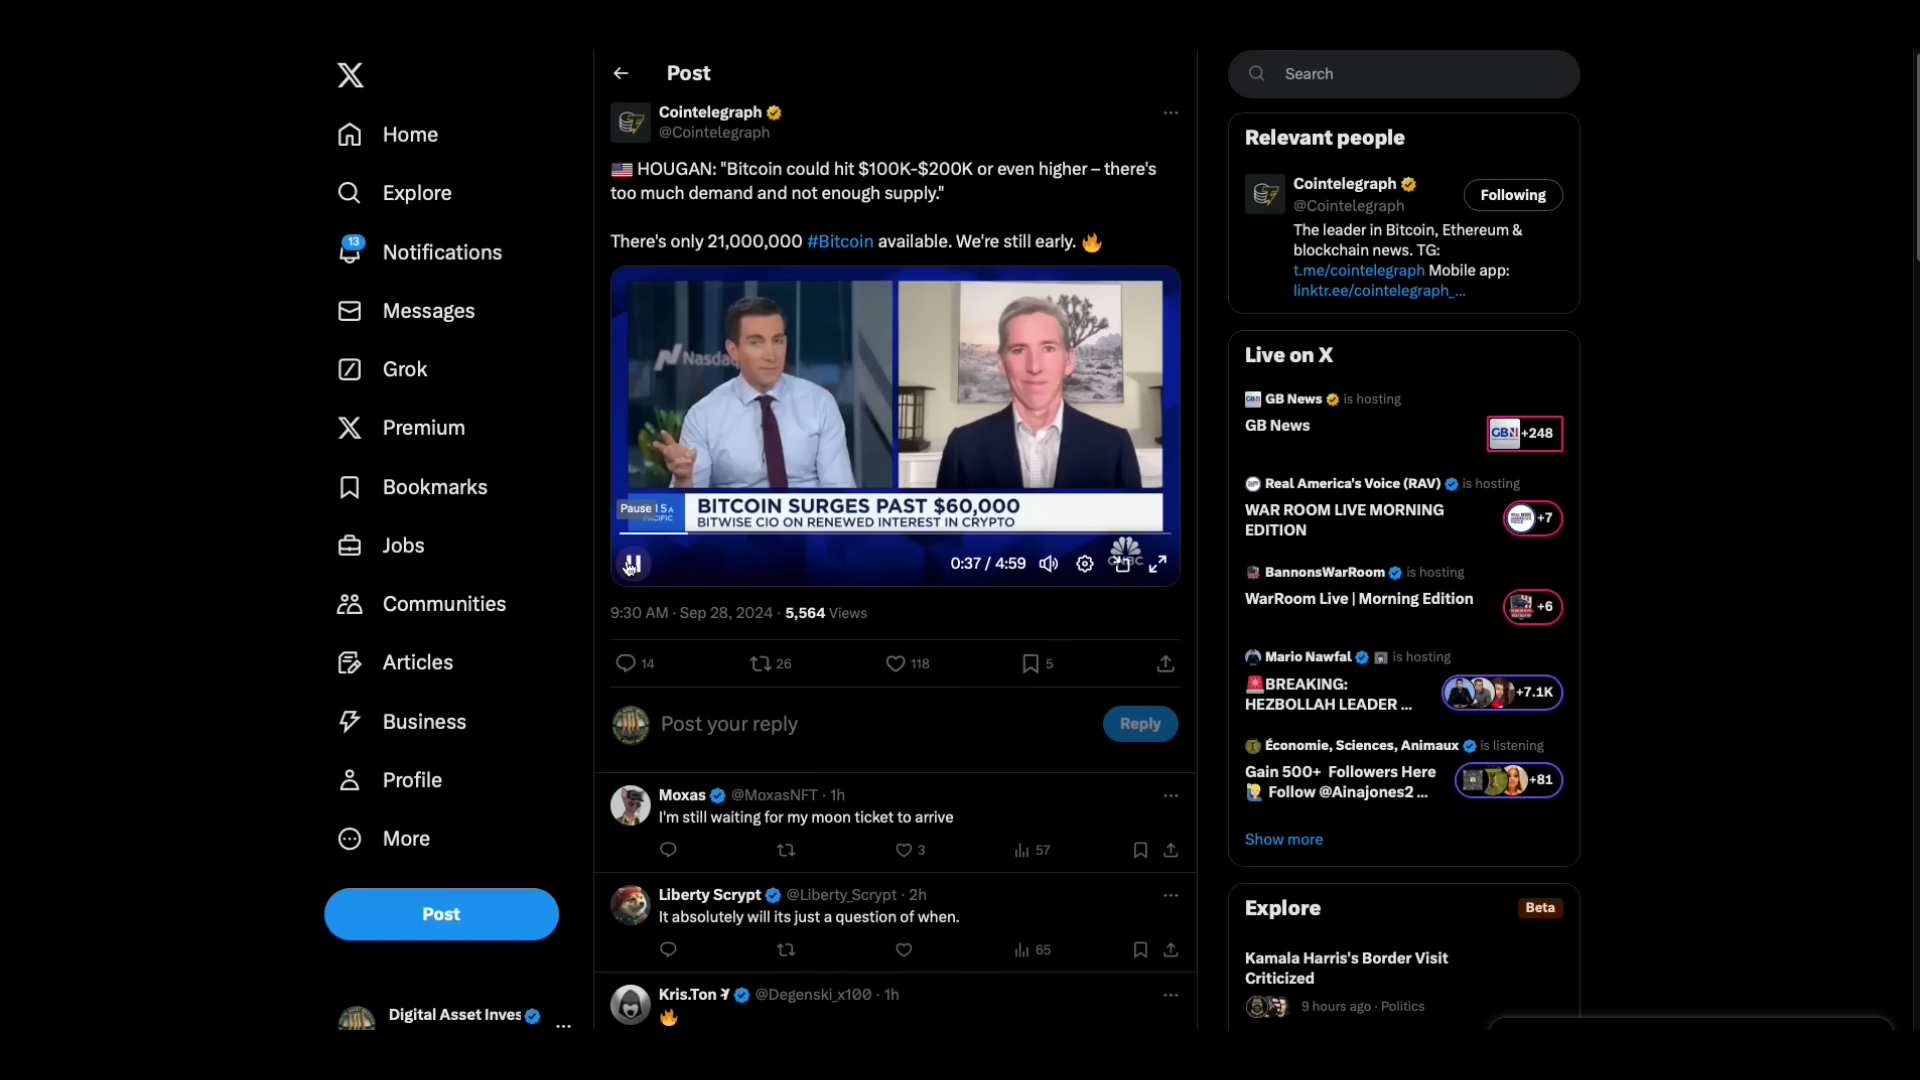 Home
Explore
13
Notifications
Messages
Grok
Premium
Bookmarks
Jobs
Communities
Articles
Business
Profile
More
Post
Digital Asset Inves
Post
Cointelegraph
@Cointelegraph
HOUGAN: "Bitcoin could hit $100K-$200K or even higher – there's
too much demand and not enough supply."
There's only 21,000,000 #Bitcoin available. We're still early. 🔥
Nasda
BITCOIN SURGES PAST $60,000
BITWISE CIO ON RENEWED INTEREST IN CRYPTO
Pause
0:37 / 4:59
9:30 AM · Sep 28, 2024 · 5,564 Views
14 26 118 5
Post your reply
Reply
Moxas @MoxasNFT · 1h
I'm still waiting for my moon ticket to arrive
3 57
Liberty Scrypt @Liberty_Scrypt · 2h
It absolutely will its just a question of when.
65
Kris.Ton @Degenski_x100 · 1h
🔥
Search
Relevant people
Cointelegraph
@Cointelegraph
Following
The leader in Bitcoin, Ethereum &
blockchain news. TG:
t.me/cointelegraph Mobile app:
linktr.ee/cointelegraph_…
Live on X
GB News is hosting
GB News
GBN +248
Real America's Voice (RAV) is hosting
WAR ROOM LIVE MORNING
EDITION
+7
BannonsWarRoom is hosting
WarRoom Live | Morning Edition
+6
Mario Nawfal is hosting
🚨BREAKING:
HEZBOLLAH LEADER ...
+7.1K
Économie, Sciences, Animaux is listening
Gain 500+ Followers Here
Follow @Ainajones2 ...
+81
Show more
Explore
Beta
Kamala Harris's Border Visit
Criticized
9 hours ago · Politics